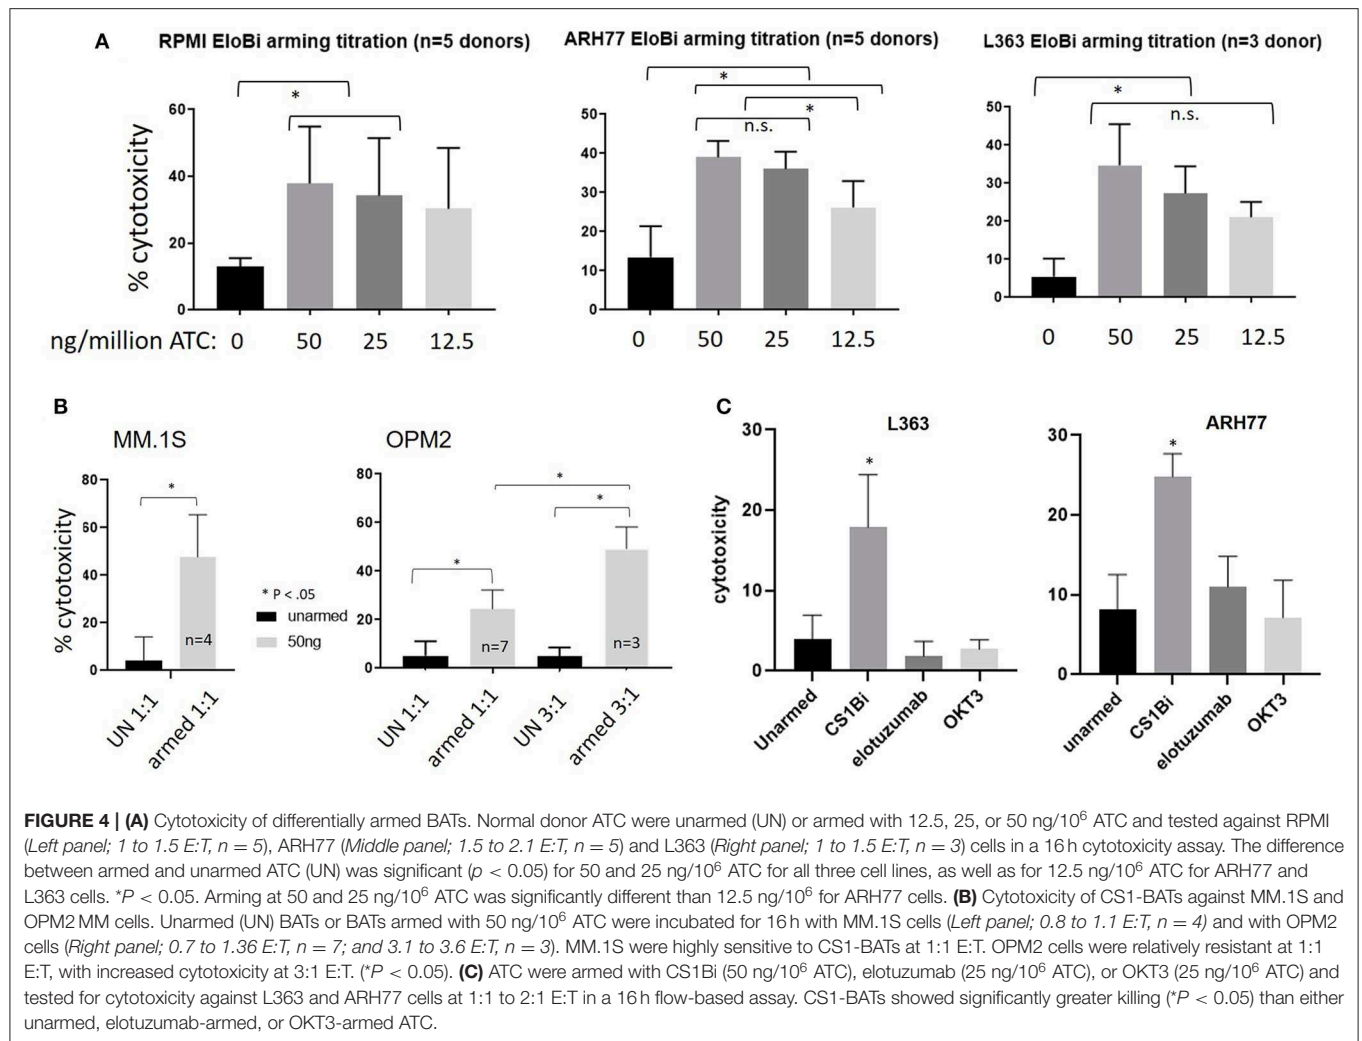 A
RPMI EloBi arming titration (n=5 donors)
ARH77 EloBi arming titration (n=5 donors)
L363 EloBi arming titration (n=3 donor)
% cytotoxicity
60
40
20
0
*
50
40
30
20
10
0
*
*
n.s.
50
40
30
20
10
0
*
n.s.
ng/million ATC: 0 50 25 12.5
0 50 25 12.5
0 50 25 12.5
B
MM.1S
% cytotoxicity
80
60
40
20
0
*
n=4
UN 1:1
armed 1:1
* P < .05
unarmed
50ng
OPM2
80
60
40
20
0
*
*
*
n=7
n=3
UN 1:1
armed 1:1
UN 3:1
armed 3:1
C
L363
cytotoxicity
30
20
10
0
*
Unarmed
CS1Bi
elotuzumab
OKT3
ARH77
30
20
10
0
*
unarmed
CS1Bi
elotuzumab
OKT3
FIGURE 4 | (A) Cytotoxicity of differentially armed BATs. Normal donor ATC were unarmed (UN) or armed with 12.5, 25, or 50 ng/10⁶ ATC and tested against RPMI
(Left panel; 1 to 1.5 E:T, n = 5), ARH77 (Middle panel; 1.5 to 2.1 E:T, n = 5) and L363 (Right panel; 1 to 1.5 E:T, n = 3) cells in a 16 h cytotoxicity assay. The difference
between armed and unarmed ATC (UN) was significant (p < 0.05) for 50 and 25 ng/10⁶ ATC for all three cell lines, as well as for 12.5 ng/10⁶ ATC for ARH77 and
L363 cells. *P < 0.05. Arming at 50 and 25 ng/10⁶ ATC was significantly different than 12.5 ng/10⁶ for ARH77 cells. (B) Cytotoxicity of CS1-BATs against MM.1S and
OPM2 MM cells. Unarmed (UN) BATs or BATs armed with 50 ng/10⁶ ATC were incubated for 16 h with MM.1S cells (Left panel; 0.8 to 1.1 E:T, n = 4) and with OPM2
cells (Right panel; 0.7 to 1.36 E:T, n = 7; and 3.1 to 3.6 E:T, n = 3). MM.1S were highly sensitive to CS1-BATs at 1:1 E:T. OPM2 cells were relatively resistant at 1:1
E:T, with increased cytotoxicity at 3:1 E:T. (*P < 0.05). (C) ATC were armed with CS1Bi (50 ng/10⁶ ATC), elotuzumab (25 ng/10⁶ ATC), or OKT3 (25 ng/10⁶ ATC) and
tested for cytotoxicity against L363 and ARH77 cells at 1:1 to 2:1 E:T in a 16 h flow-based assay. CS1-BATs showed significantly greater killing (*P < 0.05) than either
unarmed, elotuzumab-armed, or OKT3-armed ATC.